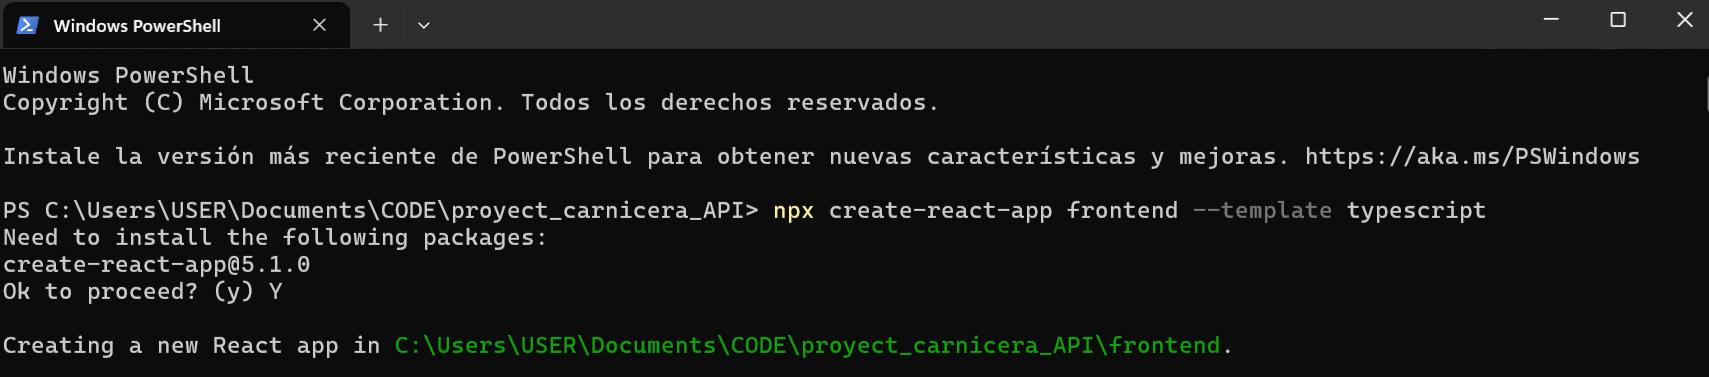 Windows PowerShell
Windows PowerShell
Copyright (C) Microsoft Corporation. Todos los derechos reservados.
Instale la versión más reciente de PowerShell para obtener nuevas características y mejoras. https://aka.ms/PSWindows
PS C:\Users\USER\Documents\CODE\proyect_carnicera_API> npx create-react-app frontend --template typescript
Need to install the following packages:
create-react-app@5.1.0
Ok to proceed? (y) Y
Creating a new React app in C:\Users\USER\Documents\CODE\proyect_carnicera_API\frontend.